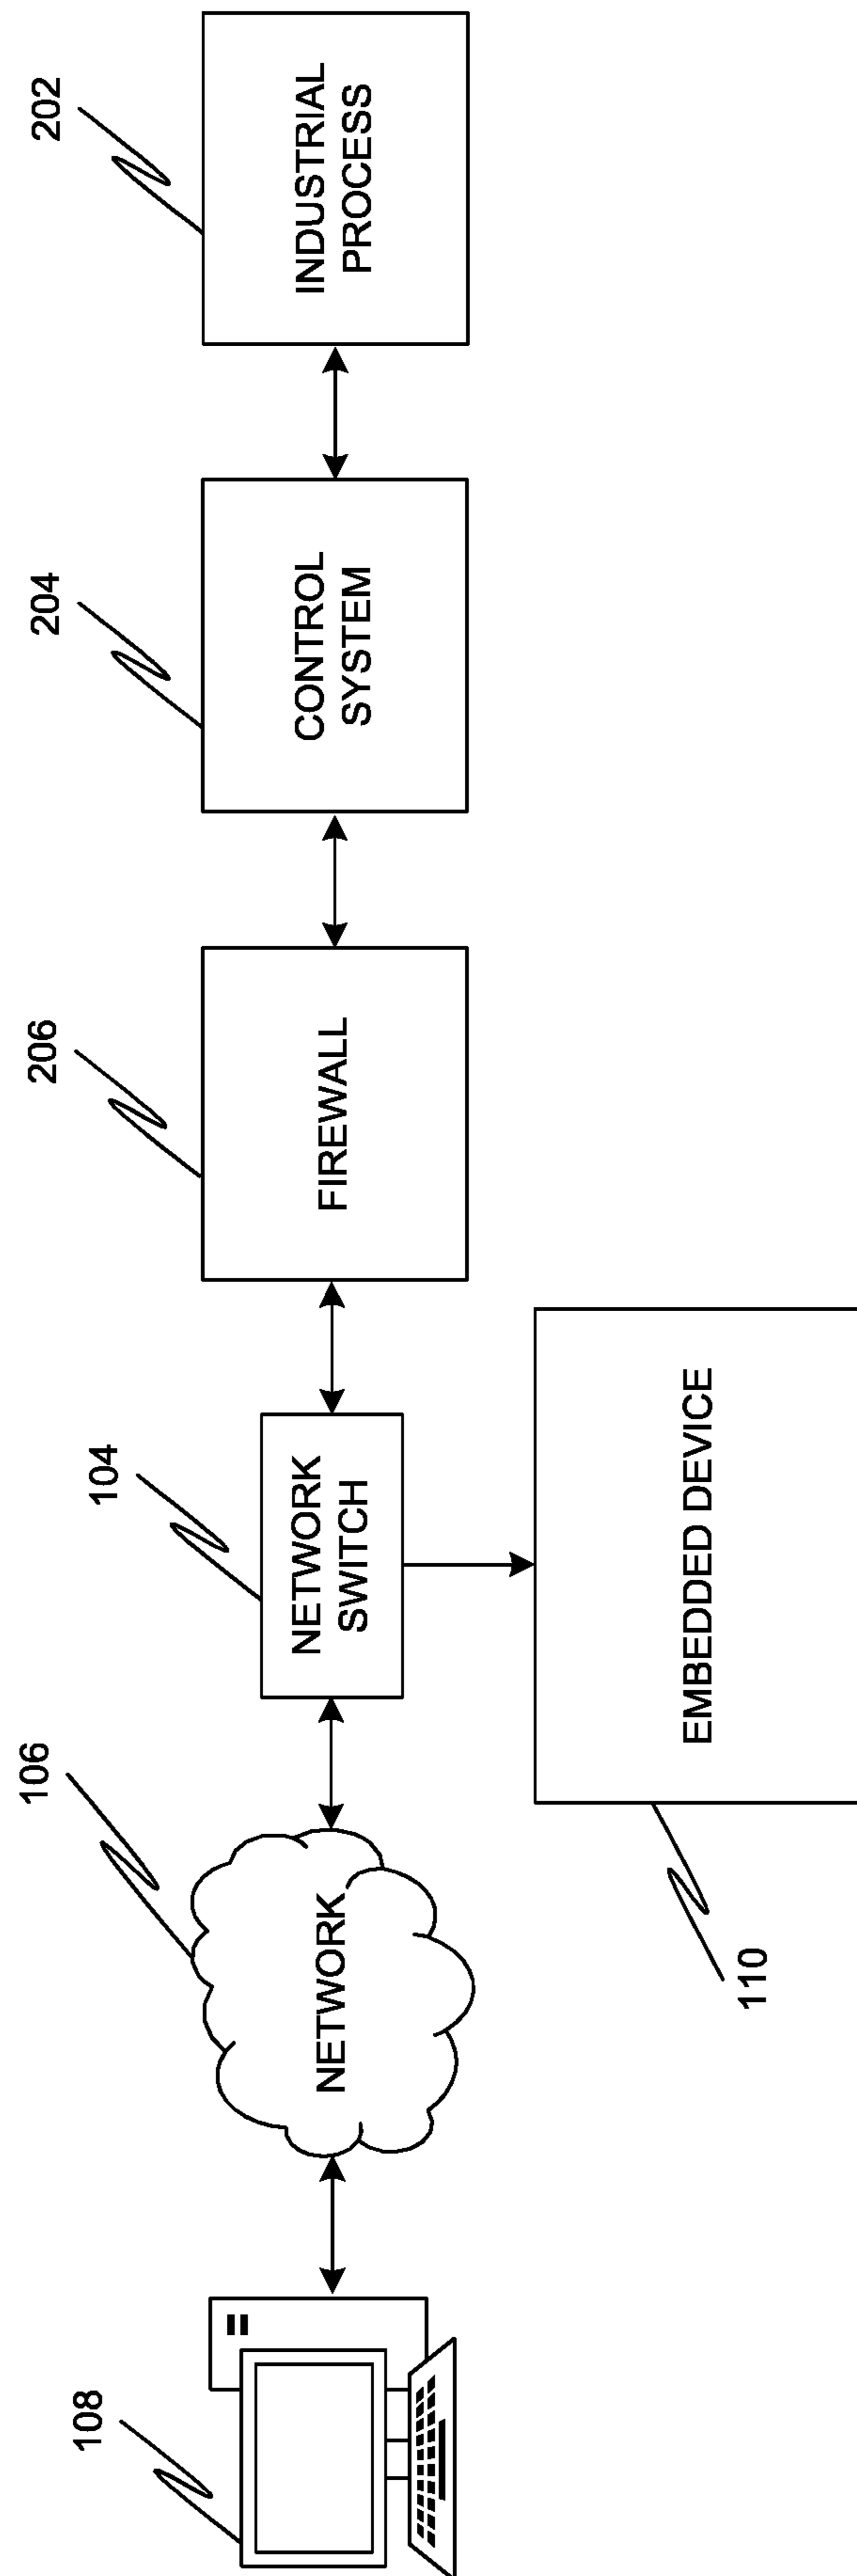 108
106
104
206
204
202
NETWORK
NETWORK
SWITCH
FIREWALL
CONTROL
SYSTEM
INDUSTRIAL
PROCESS
110
EMBEDDED DEVICE